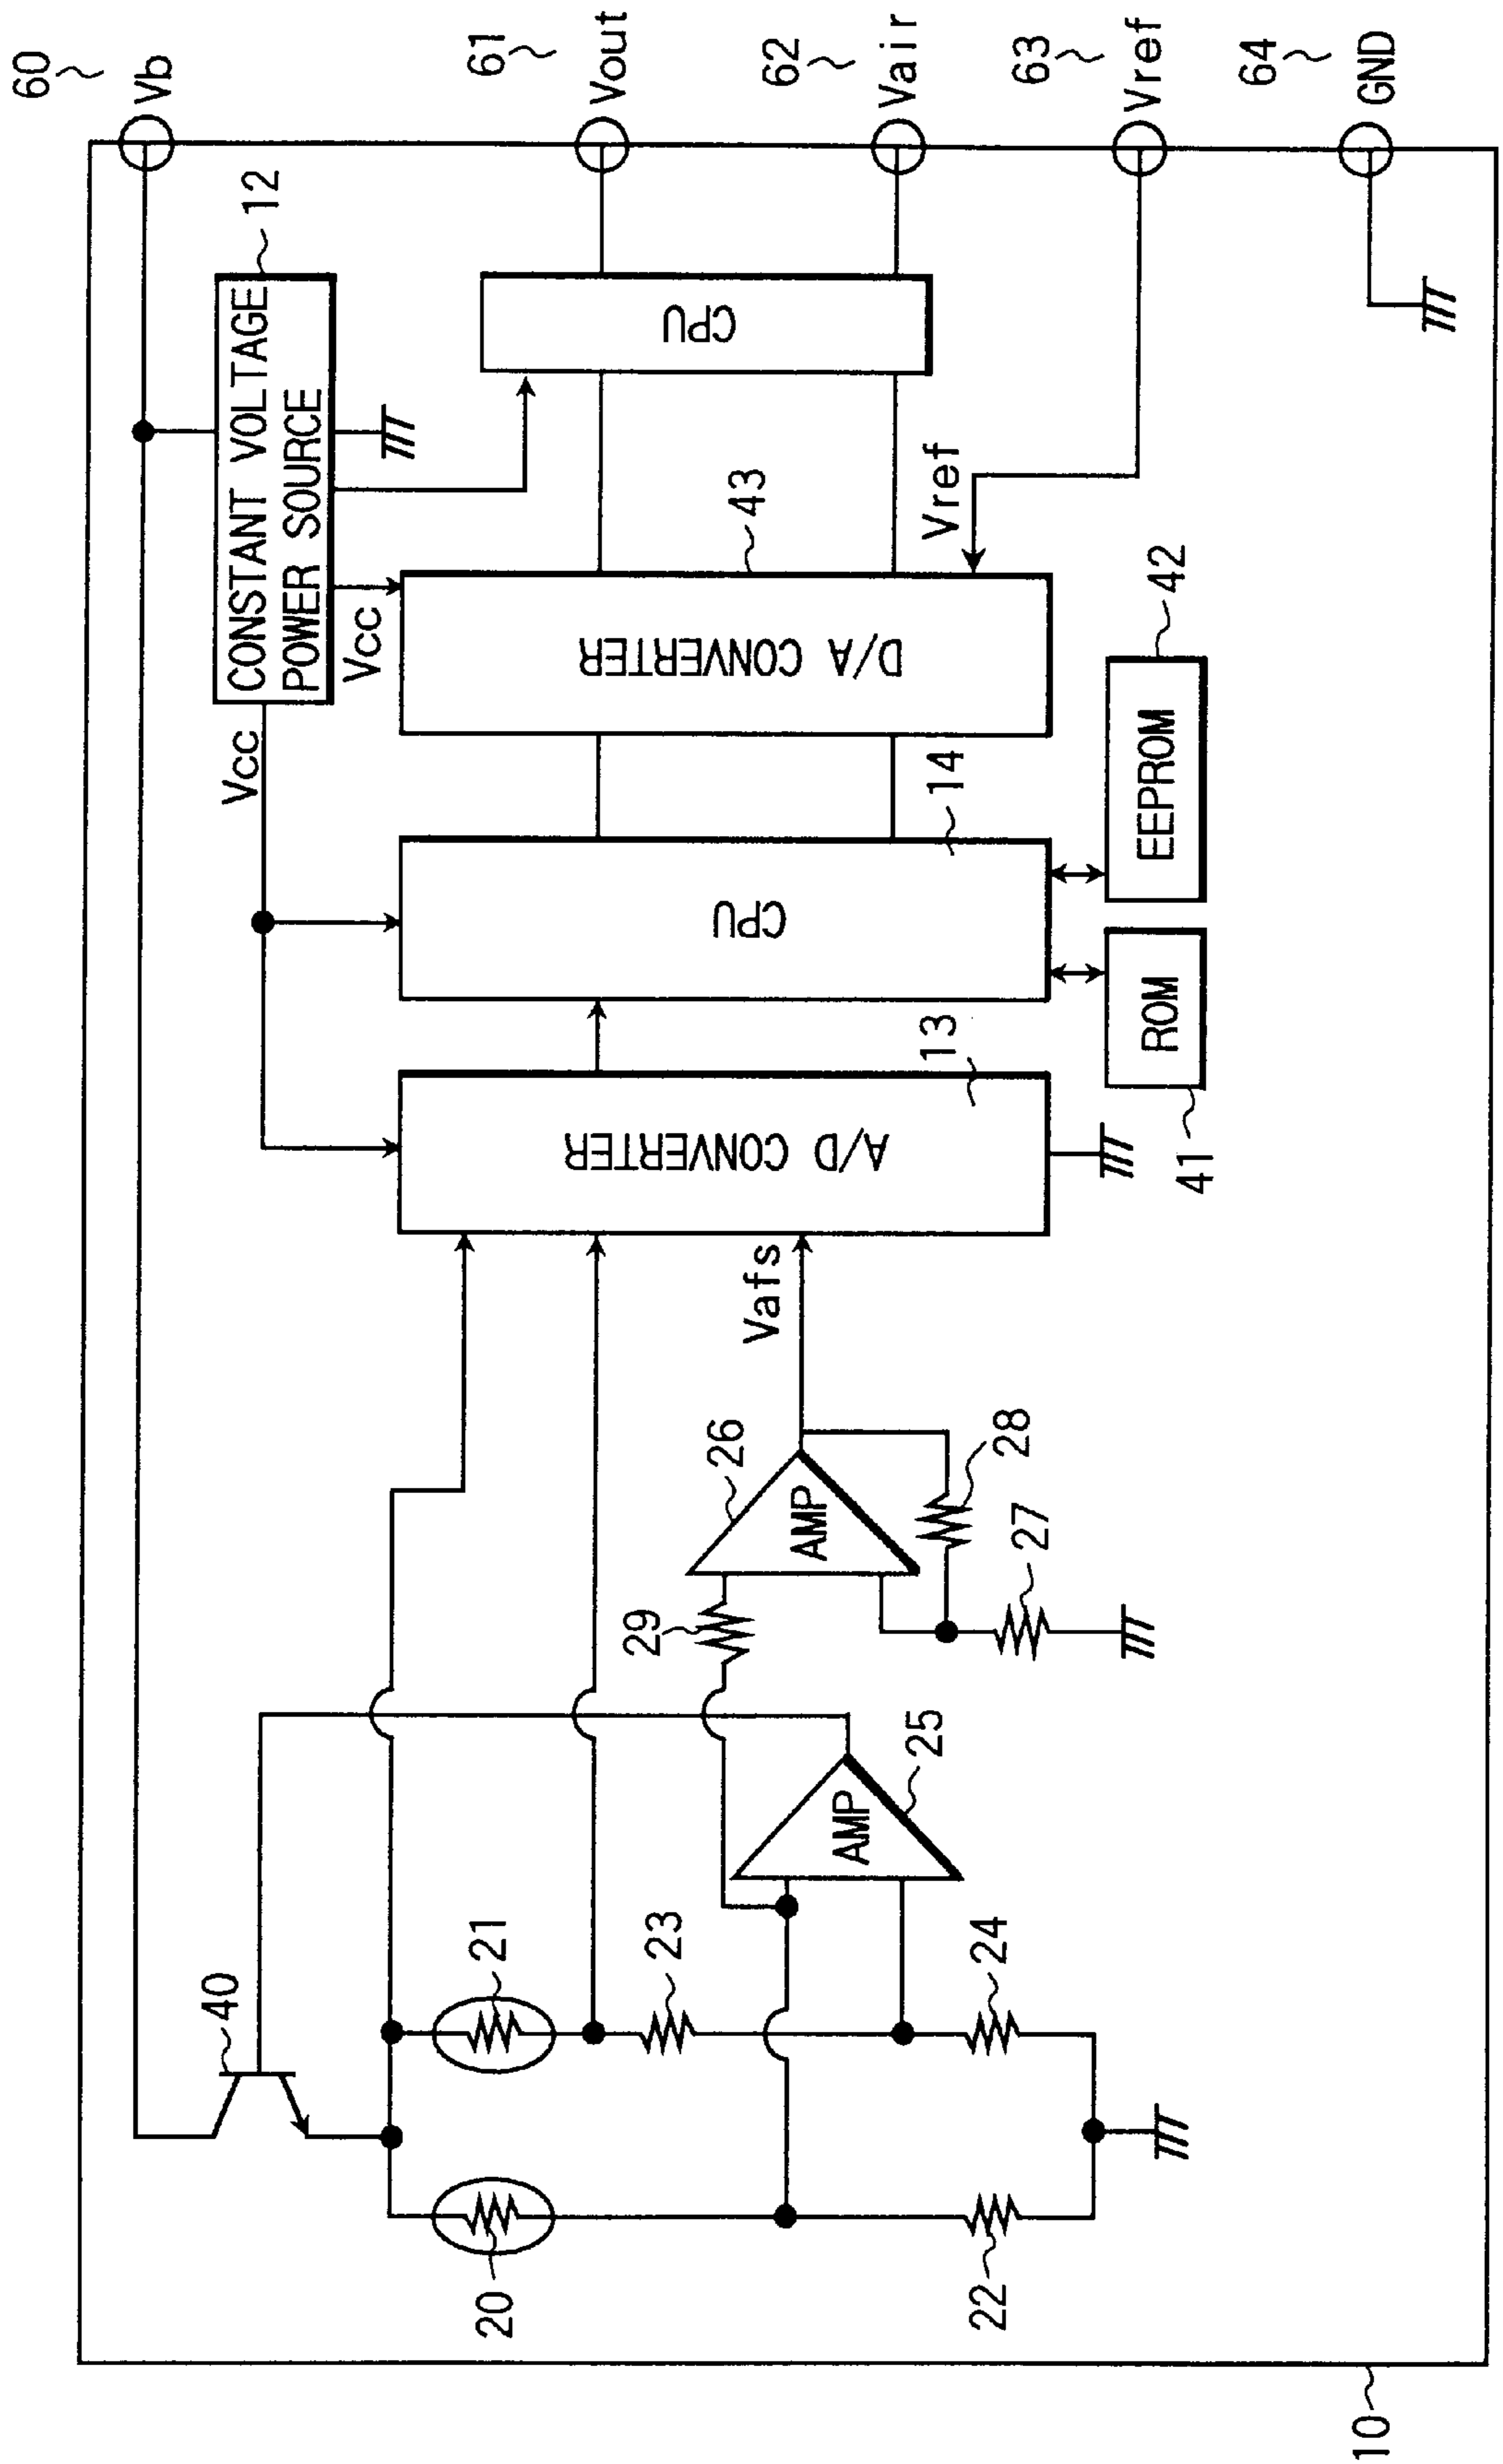 60
Vb
61
Vout
62
Vair
63
Vref
64
GND
12
CONSTANT VOLTAGE
POWER SOURCE
Vcc
Vcc
CPU
Vref
43
D/A CONVERTER
42
EEPROM
14
CPU
ROM
41
13
A/D CONVERTER
Vafs
26
AMP
28
27
29
25
AMP
40
21
23
24
20
22
10